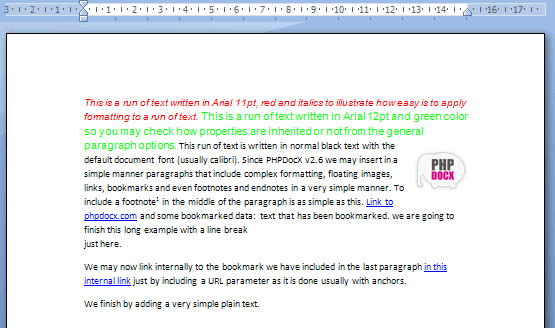 3 · 2 · 1 · 1 · 2 · 3 · 4 · 5 · 6 · 7 · 8 · 9 · 10 · 11 · 12 · 13 · 14 · 16 · 17 ·
This is a run of text written in Arial 11pt, red and italics to illustrate how easy is to apply
formatting to a run of text. This is a run of text written in Arial 12pt and green color
so you may check how properties are inherited or not from the general
paragraph options. This run of text is written in normal black text with the
default document font (usually calibri). Since PHPDocX v2.6 we may insert in a
simple manner paragraphs that include complex formatting, floating images,
links, bookmarks and even footnotes and endnotes in a very simple manner. To
include a footnote¹ in the middle of the paragraph is as simple as this. Link to
phpdocx.com and some bookmarked data: text that has been bookmarked. we are going to
finish this long example with a line break
just here.
PHP
DOCX
We may now link internally to the bookmark we have included in the last paragraph in this
internal link just by including a URL parameter as it is done usually with anchors.
We finish by adding a very simple plain text.